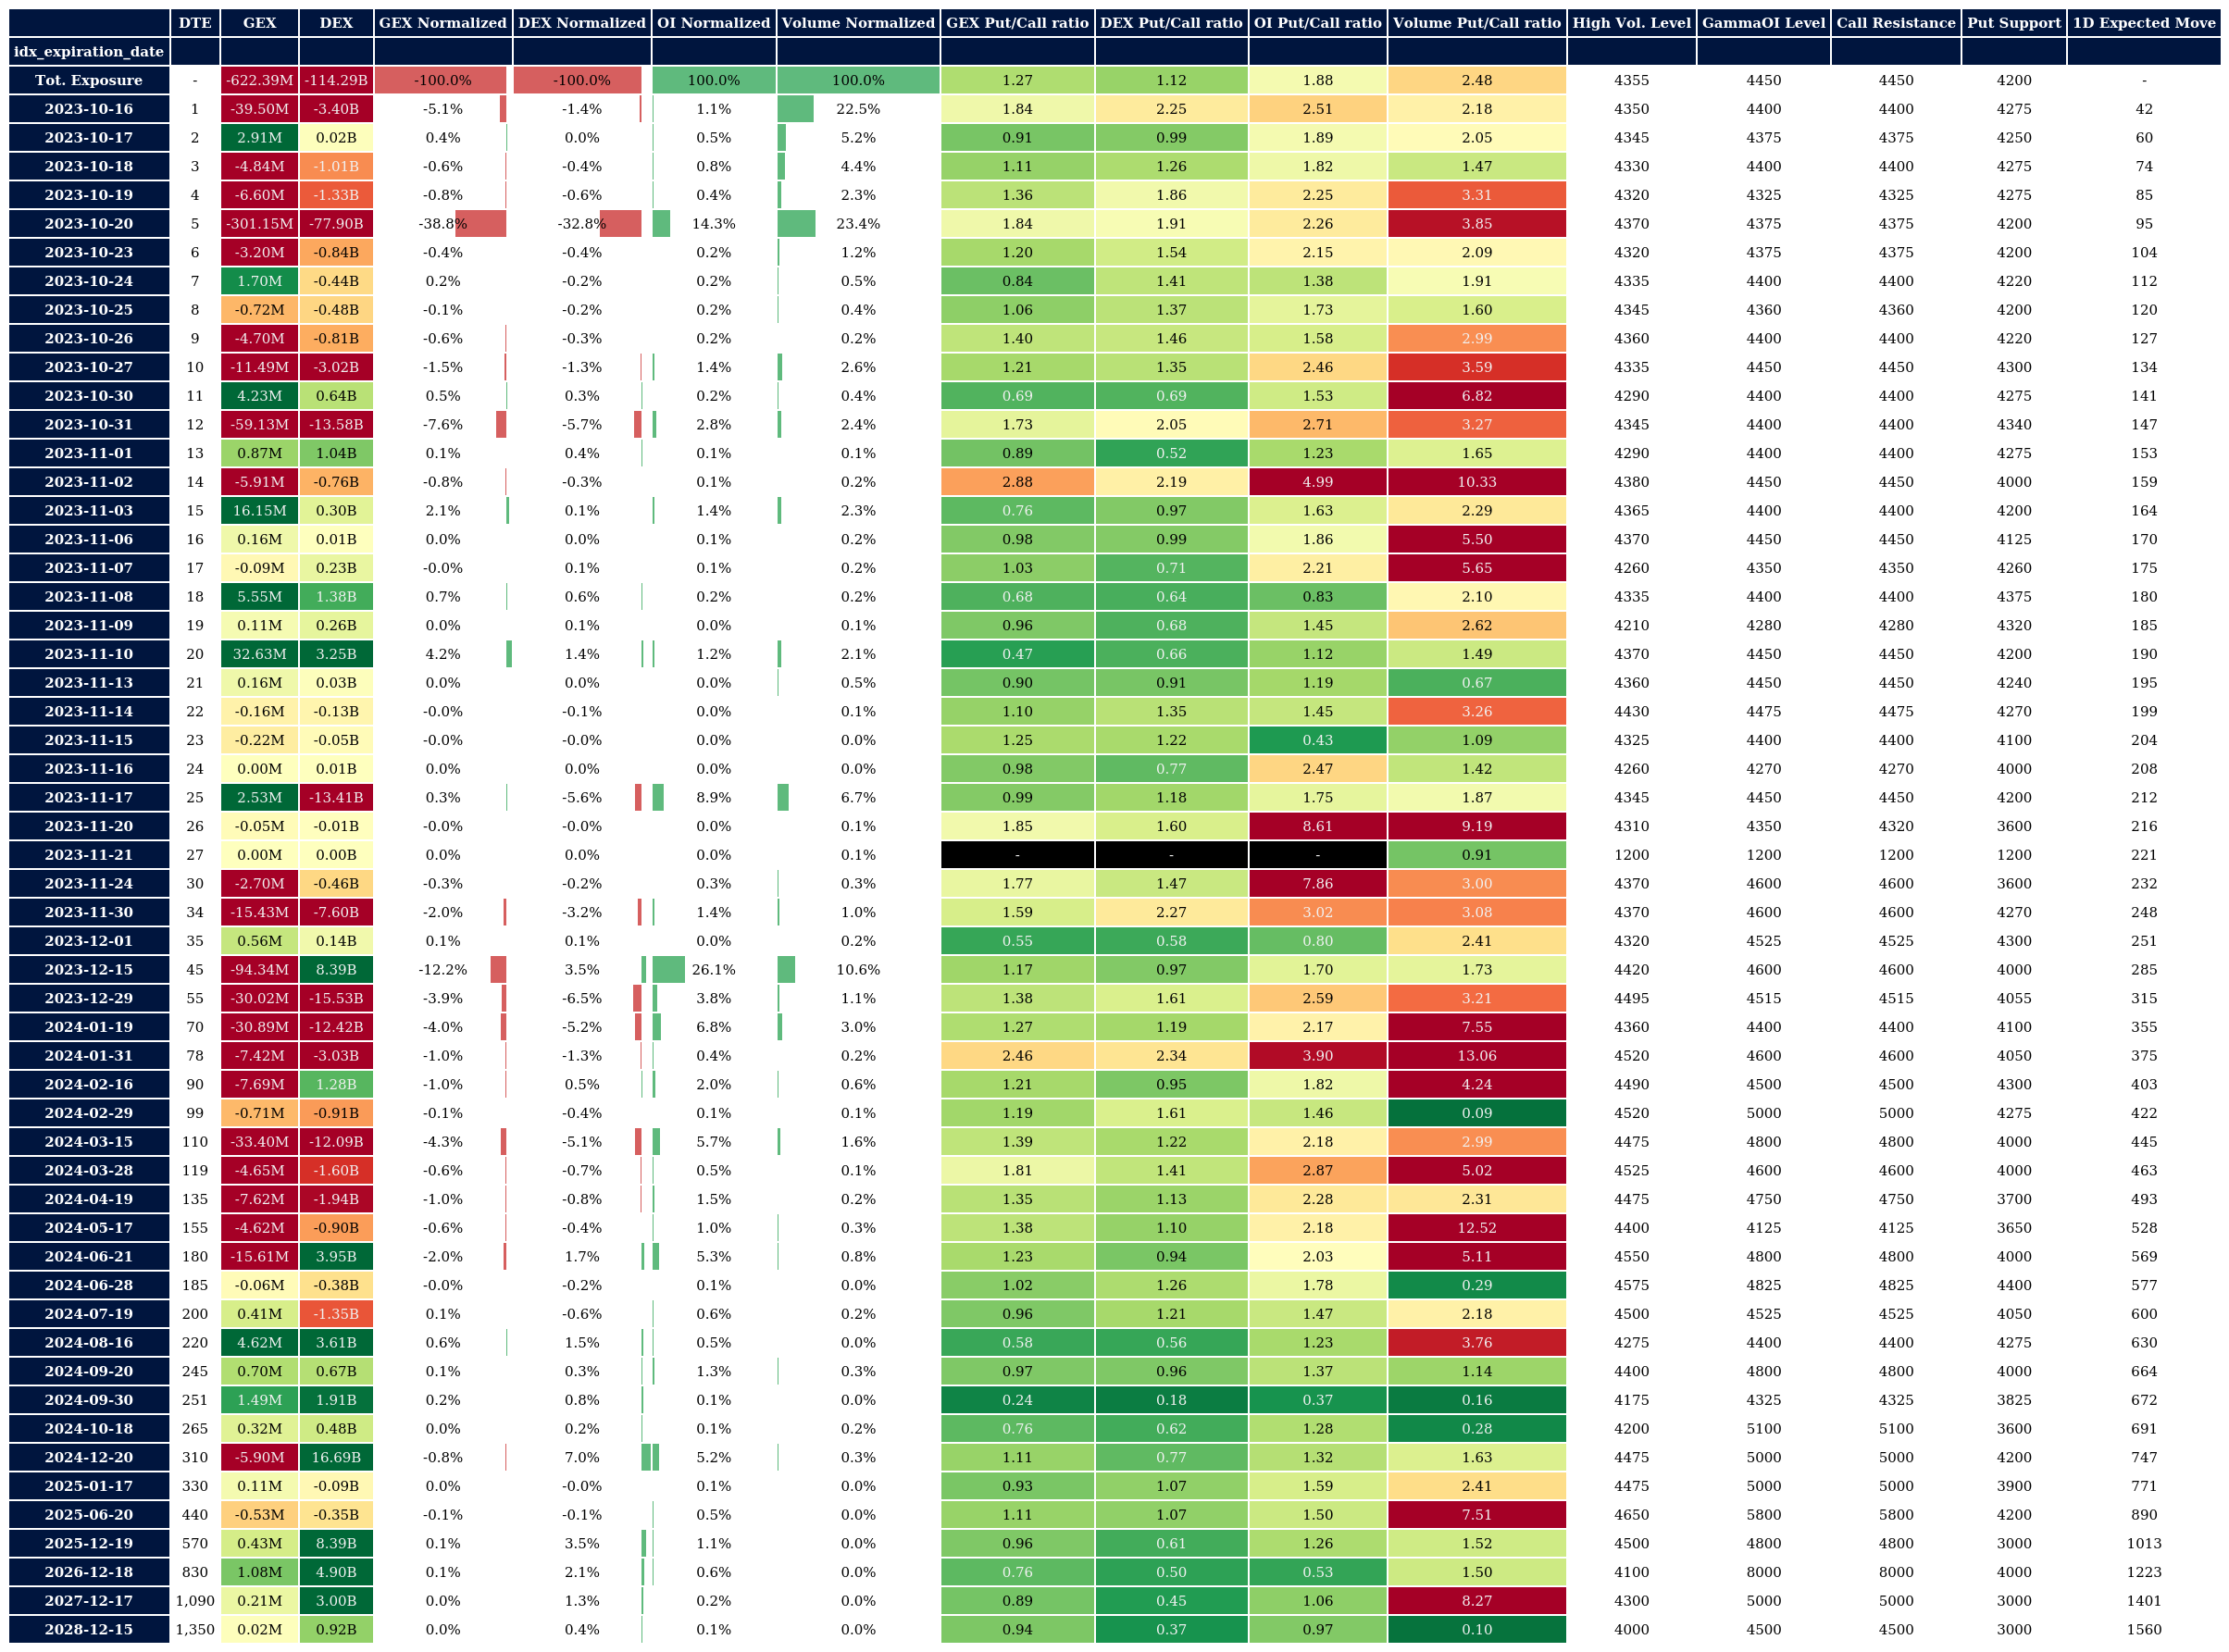 DTE GEX DEX GEX Normalized DEX Normalized OI Normalized Volume Normalized GEX Put/Call ratio DEX Put/Call ratio OI Put/Call ratio Volume Put/Call ratio High Vol. Level GammaOI Level Call Resistance Put Support 1D Expected Move
idx_expiration_date
Tot. Exposure - -622.39M -114.29B -100.0% -100.0% 100.0% 100.0% 1.27 1.12 1.88 2.48 4355 4450 4450 4200 -
2023-10-16 1 -39.50M -3.40B -5.1% -1.4% 1.1% 22.5% 1.84 2.25 2.51 2.18 4350 4400 4400 4275 42
2023-10-17 2 2.91M 0.02B 0.4% 0.0% 0.5% 5.2% 0.91 0.99 1.89 2.05 4345 4375 4375 4250 60
2023-10-18 3 -4.84M -1.01B -0.6% -0.4% 0.8% 4.4% 1.11 1.26 1.82 1.47 4330 4400 4400 4275 74
2023-10-19 4 -6.60M -1.33B -0.8% -0.6% 0.4% 2.3% 1.36 1.86 2.25 3.31 4320 4325 4325 4275 85
2023-10-20 5 -301.15M -77.90B -38.8% -32.8% 14.3% 23.4% 1.84 1.91 2.26 3.85 4370 4375 4375 4200 95
2023-10-23 6 -3.20M -0.84B -0.4% -0.4% 0.2% 1.2% 1.20 1.54 2.15 2.09 4320 4375 4375 4200 104
2023-10-24 7 1.70M -0.44B 0.2% -0.2% 0.2% 0.5% 0.84 1.41 1.38 1.91 4335 4400 4400 4220 112
2023-10-25 8 -0.72M -0.48B -0.1% -0.2% 0.2% 0.4% 1.06 1.37 1.73 1.60 4345 4360 4360 4200 120
2023-10-26 9 -4.70M -0.81B -0.6% -0.3% 0.2% 0.2% 1.40 1.46 1.58 2.99 4360 4400 4400 4220 127
2023-10-27 10 -11.49M -3.02B -1.5% -1.3% 1.4% 2.6% 1.21 1.35 2.46 3.59 4335 4450 4450 4300 134
2023-10-30 11 4.23M 0.64B 0.5% 0.3% 0.2% 0.4% 0.69 0.69 1.53 6.82 4290 4400 4400 4275 141
2023-10-31 12 -59.13M -13.58B -7.6% -5.7% 2.8% 2.4% 1.73 2.05 2.71 3.27 4345 4400 4400 4340 147
2023-11-01 13 0.87M 1.04B 0.1% 0.4% 0.1% 0.1% 0.89 0.52 1.23 1.65 4290 4400 4400 4275 153
2023-11-02 14 -5.91M -0.76B -0.8% -0.3% 0.1% 0.2% 2.88 2.19 4.99 10.33 4380 4450 4450 4000 159
2023-11-03 15 16.15M 0.30B 2.1% 0.1% 1.4% 2.3% 0.76 0.97 1.63 2.29 4365 4400 4400 4200 164
2023-11-06 16 0.16M 0.01B 0.0% 0.0% 0.1% 0.2% 0.98 0.99 1.86 5.50 4370 4450 4450 4125 170
2023-11-07 17 -0.09M 0.23B -0.0% 0.1% 0.1% 0.2% 1.03 0.71 2.21 5.65 4260 4350 4350 4260 175
2023-11-08 18 5.55M 1.38B 0.7% 0.6% 0.2% 0.2% 0.68 0.64 0.83 2.10 4335 4400 4400 4375 180
2023-11-09 19 0.11M 0.26B 0.0% 0.1% 0.0% 0.1% 0.96 0.68 1.45 2.62 4210 4280 4280 4320 185
2023-11-10 20 32.63M 3.25B 4.2% 1.4% 1.2% 2.1% 0.47 0.66 1.12 1.49 4370 4450 4450 4200 190
2023-11-13 21 0.16M 0.03B 0.0% 0.0% 0.0% 0.5% 0.90 0.91 1.19 0.67 4360 4450 4450 4240 195
2023-11-14 22 -0.16M -0.13B -0.0% -0.1% 0.0% 0.1% 1.10 1.35 1.45 3.26 4430 4475 4475 4270 199
2023-11-15 23 -0.22M -0.05B -0.0% -0.0% 0.0% 0.0% 1.25 1.22 0.43 1.09 4325 4400 4400 4100 204
2023-11-16 24 0.00M 0.01B 0.0% 0.0% 0.0% 0.0% 0.98 0.77 2.47 1.42 4260 4270 4270 4000 208
2023-11-17 25 2.53M -13.41B 0.3% -5.6% 8.9% 6.7% 0.99 1.18 1.75 1.87 4345 4450 4450 4200 212
2023-11-20 26 -0.05M -0.01B -0.0% -0.0% 0.0% 0.1% 1.85 1.60 8.61 9.19 4310 4350 4320 3600 216
2023-11-21 27 0.00M 0.00B 0.0% 0.0% 0.0% 0.1% - - - 0.91 1200 1200 1200 1200 221
2023-11-24 30 -2.70M -0.46B -0.3% -0.2% 0.3% 0.3% 1.77 1.47 7.86 3.00 4370 4600 4600 3600 232
2023-11-30 34 -15.43M -7.60B -2.0% -3.2% 1.4% 1.0% 1.59 2.27 3.02 3.08 4370 4600 4600 4270 248
2023-12-01 35 0.56M 0.14B 0.1% 0.1% 0.0% 0.2% 0.55 0.58 0.80 2.41 4320 4525 4525 4300 251
2023-12-15 45 -94.34M 8.39B -12.2% 3.5% 26.1% 10.6% 1.17 0.97 1.70 1.73 4420 4600 4600 4000 285
2023-12-29 55 -30.02M -15.53B -3.9% -6.5% 3.8% 1.1% 1.38 1.61 2.59 3.21 4495 4515 4515 4055 315
2024-01-19 70 -30.89M -12.42B -4.0% -5.2% 6.8% 3.0% 1.27 1.19 2.17 7.55 4360 4400 4400 4100 355
2024-01-31 78 -7.42M -3.03B -1.0% -1.3% 0.4% 0.2% 2.46 2.34 3.90 13.06 4520 4600 4600 4050 375
2024-02-16 90 -7.69M 1.28B -1.0% 0.5% 2.0% 0.6% 1.21 0.95 1.82 4.24 4490 4500 4500 4300 403
2024-02-29 99 -0.71M -0.91B -0.1% -0.4% 0.1% 0.1% 1.19 1.61 1.46 0.09 4520 5000 5000 4275 422
2024-03-15 110 -33.40M -12.09B -4.3% -5.1% 5.7% 1.6% 1.39 1.22 2.18 2.99 4475 4800 4800 4000 445
2024-03-28 119 -4.65M -1.60B -0.6% -0.7% 0.5% 0.1% 1.81 1.41 2.87 5.02 4525 4600 4600 4000 463
2024-04-19 135 -7.62M -1.94B -1.0% -0.8% 1.5% 0.2% 1.35 1.13 2.28 2.31 4475 4750 4750 3700 493
2024-05-17 155 -4.62M -0.90B -0.6% -0.4% 1.0% 0.3% 1.38 1.10 2.18 12.52 4400 4125 4125 3650 528
2024-06-21 180 -15.61M 3.95B -2.0% 1.7% 5.3% 0.8% 1.23 0.94 2.03 5.11 4550 4800 4800 4000 569
2024-06-28 185 -0.06M -0.38B -0.0% -0.2% 0.1% 0.0% 1.02 1.26 1.78 0.29 4575 4825 4825 4400 577
2024-07-19 200 0.41M -1.35B 0.1% -0.6% 0.6% 0.2% 0.96 1.21 1.47 2.18 4500 4525 4525 4050 600
2024-08-16 220 4.62M 3.61B 0.6% 1.5% 0.5% 0.0% 0.58 0.56 1.23 3.76 4275 4400 4400 4275 630
2024-09-20 245 0.70M 0.67B 0.1% 0.3% 1.3% 0.3% 0.97 0.96 1.37 1.14 4400 4800 4800 3000 664
2024-09-30 251 1.49M 1.91B 0.2% 0.8% 0.1% 0.0% 0.24 0.18 0.37 0.16 4175 4325 4325 3825 672
2024-10-18 265 0.32M 0.48B 0.0% 0.2% 0.1% 0.2% 0.76 0.62 1.28 0.28 4200 5100 5100 3600 691
2024-12-20 310 -5.90M 16.69B -0.8% 7.0% 5.2% 0.3% 1.11 0.77 1.32 1.63 4475 5000 5000 4200 747
2025-01-17 330 0.11M -0.09B 0.0% -0.0% 0.1% 0.0% 0.93 1.07 1.59 2.41 4475 5000 5000 3900 771
2025-06-20 440 -0.53M -0.35B -0.1% -0.1% 0.5% 0.0% 1.11 1.07 1.50 7.51 4650 5800 5800 4200 890
2025-12-19 570 0.43M 8.39B 0.1% 3.5% 1.1% 0.0% 0.96 0.61 1.26 1.52 4500 4800 4800 3000 1013
2026-12-18 830 1.08M 4.90B 0.1% 2.1% 0.6% 0.0% 0.76 0.50 0.53 1.50 4100 8000 8000 4000 1223
2027-12-17 1,090 0.21M 3.00B 0.0% 1.3% 0.2% 0.0% 0.89 0.45 1.06 8.27 4300 5000 5000 3000 1401
2028-12-15 1,350 0.02M 0.92B 0.0% 0.4% 0.1% 0.0% 0.94 0.37 0.97 0.10 4000 4500 4500 3000 1560